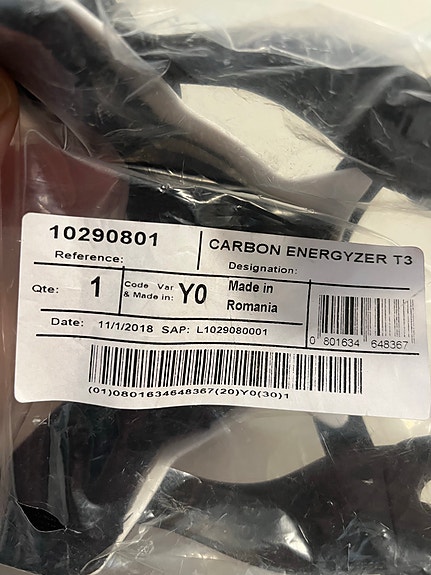 10290801
Reference:
CARBON ENERGYZER T3
Designation:
Qte: 1
Code Var
& Made in: Y0
Made in
Romania
0 801634 648367
Date: 11/1/2018 SAP: L1029080001
(01)0801634648367(20)Y0(30)1